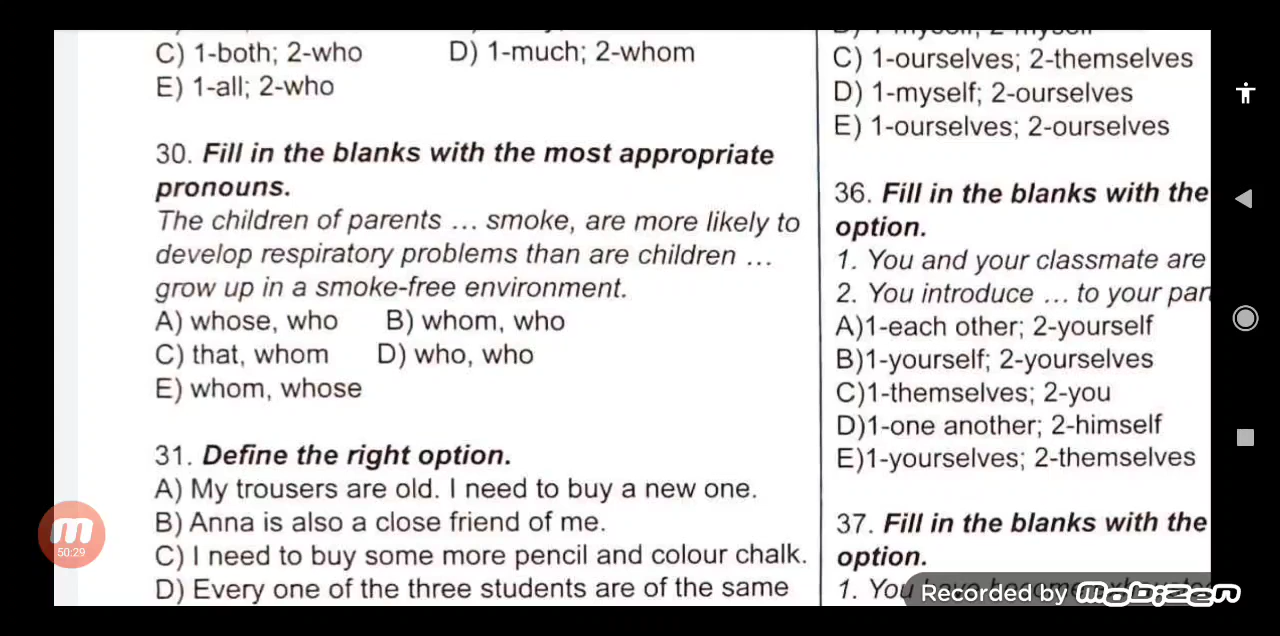 C) 1-both; 2-who D) 1-much; 2-whom
E) 1-all; 2-who
30. Fill in the blanks with the most appropriate
pronouns.
The children of parents … smoke, are more likely to
develop respiratory problems than are children …
grow up in a smoke-free environment.
A) whose, who B) whom, who
C) that, whom D) who, who
E) whom, whose
31. Define the right option.
A) My trousers are old. I need to buy a new one.
B) Anna is also a close friend of me.
C) I need to buy some more pencil and colour chalk.
D) Every one of the three students are of the same
D) 1-myself; 2-myself
C) 1-ourselves; 2-themselves
D) 1-myself; 2-ourselves
E) 1-ourselves; 2-ourselves
36. Fill in the blanks with the
option.
1. You and your classmate are
2. You introduce … to your par
A)1-each other; 2-yourself
B)1-yourself; 2-yourselves
C)1-themselves; 2-you
D)1-one another; 2-himself
E)1-yourselves; 2-themselves
37. Fill in the blanks with the
option.
1. You
50:29
Recorded by mobizen